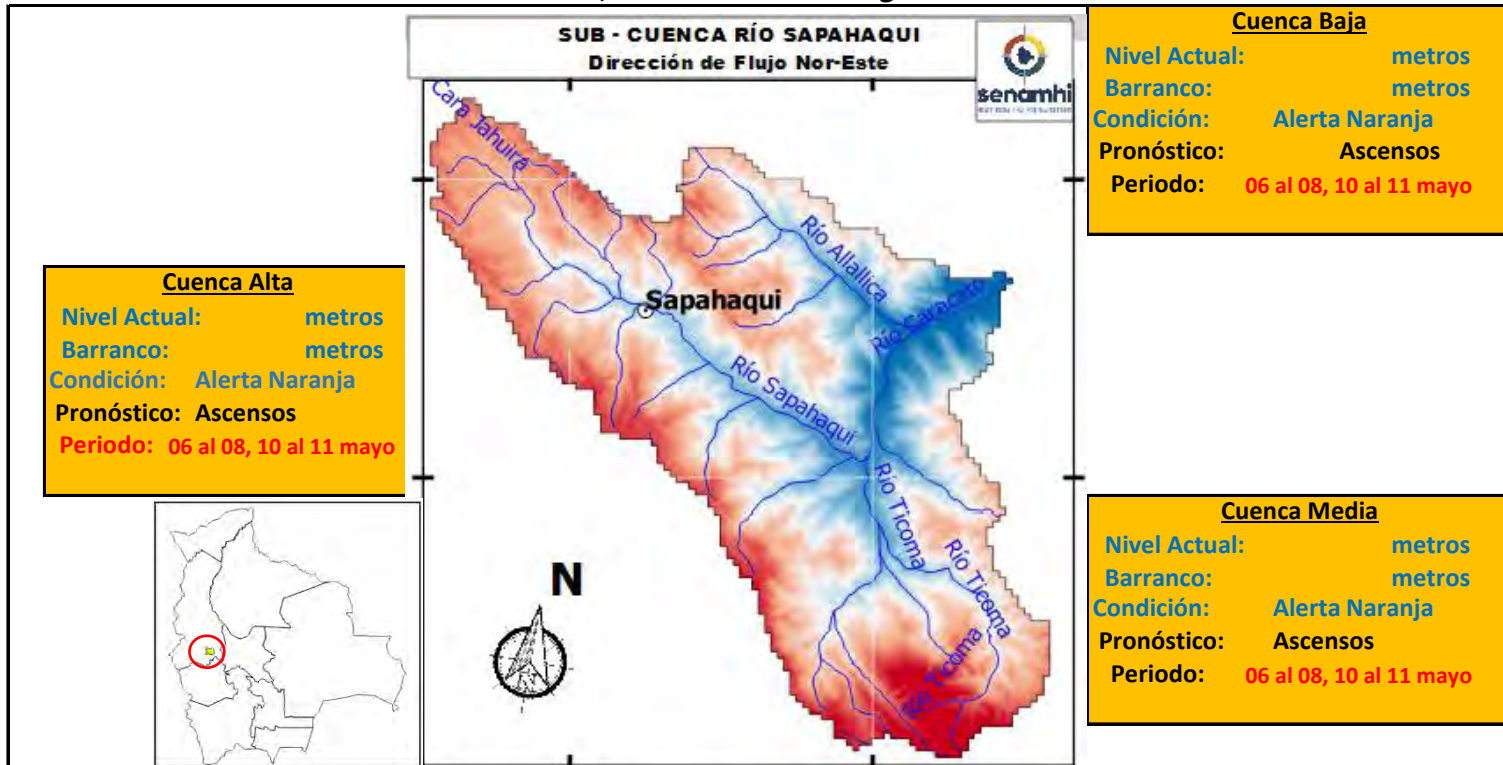 SUB - CUENCA RÍO SAPAHAQUI
Dirección de Flujo Nor-Este
senamhi
Cuenca Baja
Nivel Actual: metros
Barranco: metros
Condición: Alerta Naranja
Pronóstico: Ascensos
Periodo: 06 al 08, 10 al 11 mayo
Cuenca Alta
Nivel Actual: metros
Barranco: metros
Condición: Alerta Naranja
Pronóstico: Ascensos
Periodo: 06 al 08, 10 al 11 mayo
Cara Jahuira
Río Allallica
Río Caracato
Sapahaqui
Río Sapahaqui
Río Ticoma
Río Ticoma
Río Ticoma
N
Cuenca Media
Nivel Actual: metros
Barranco: metros
Condición: Alerta Naranja
Pronóstico: Ascensos
Periodo: 06 al 08, 10 al 11 mayo